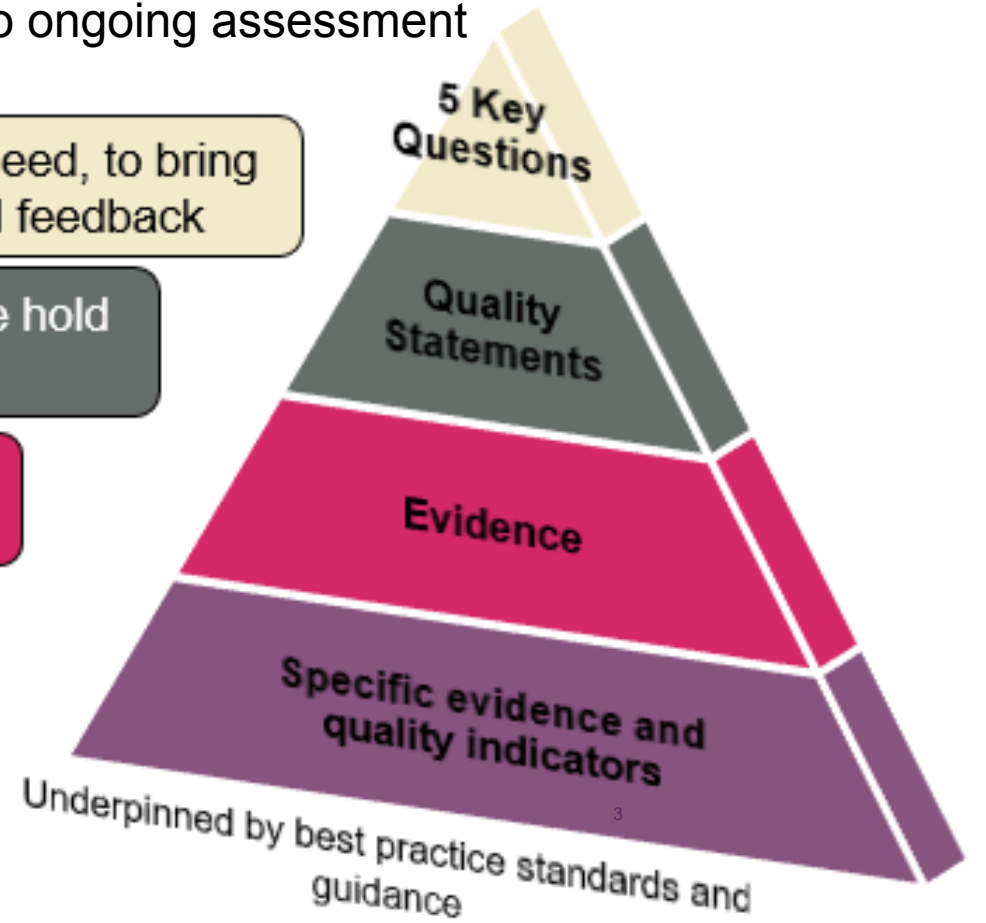 ongoing assessment
eed, to bring
feedback
e hold
5 Key
Questions
Quality
Statements
Evidence
Specific evidence and
quality indicators
3
Underpinned by best practice standards and
guidance